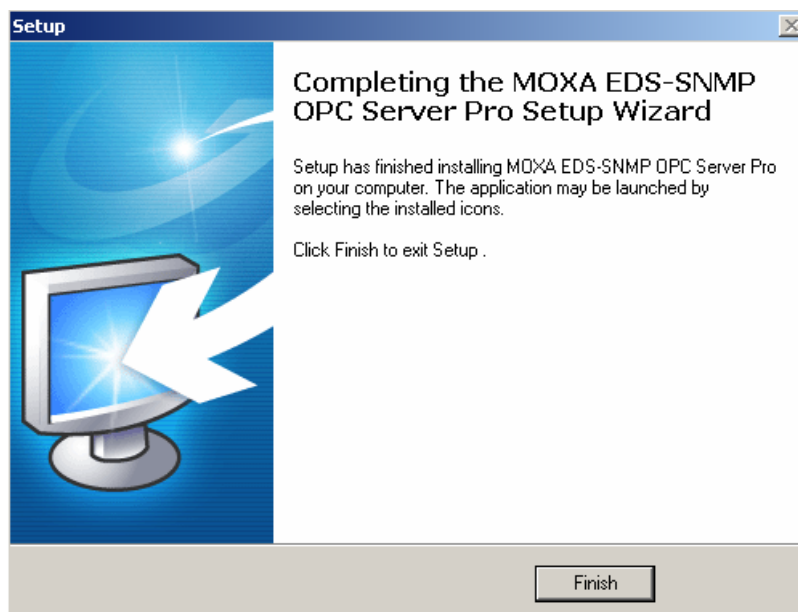 Setup
Completing the MOXA EDS-SNMP
OPC Server Pro Setup Wizard
Setup has finished installing MOXA EDS-SNMP OPC Server Pro
on your computer. The application may be launched by
selecting the installed icons.
Click Finish to exit Setup .
Finish